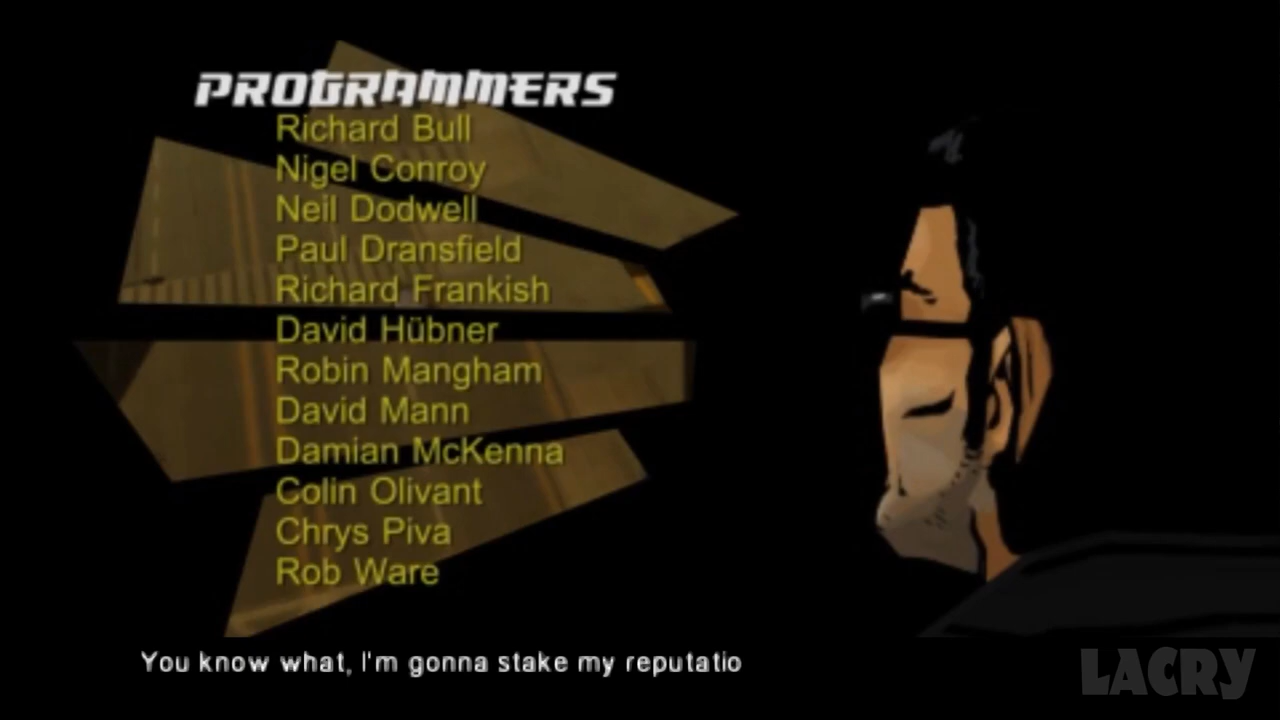 PROGRAMMERS
Richard Bull
Nigel Conroy
Neil Dodwell
Paul Dransfield
Richard Frankish
David Hübner
Robin Mangham
David Mann
Damian McKenna
Colin Olivant
Chrys Piva
Rob Ware
You know what, I'm gonna stake my reputatio
LACRY